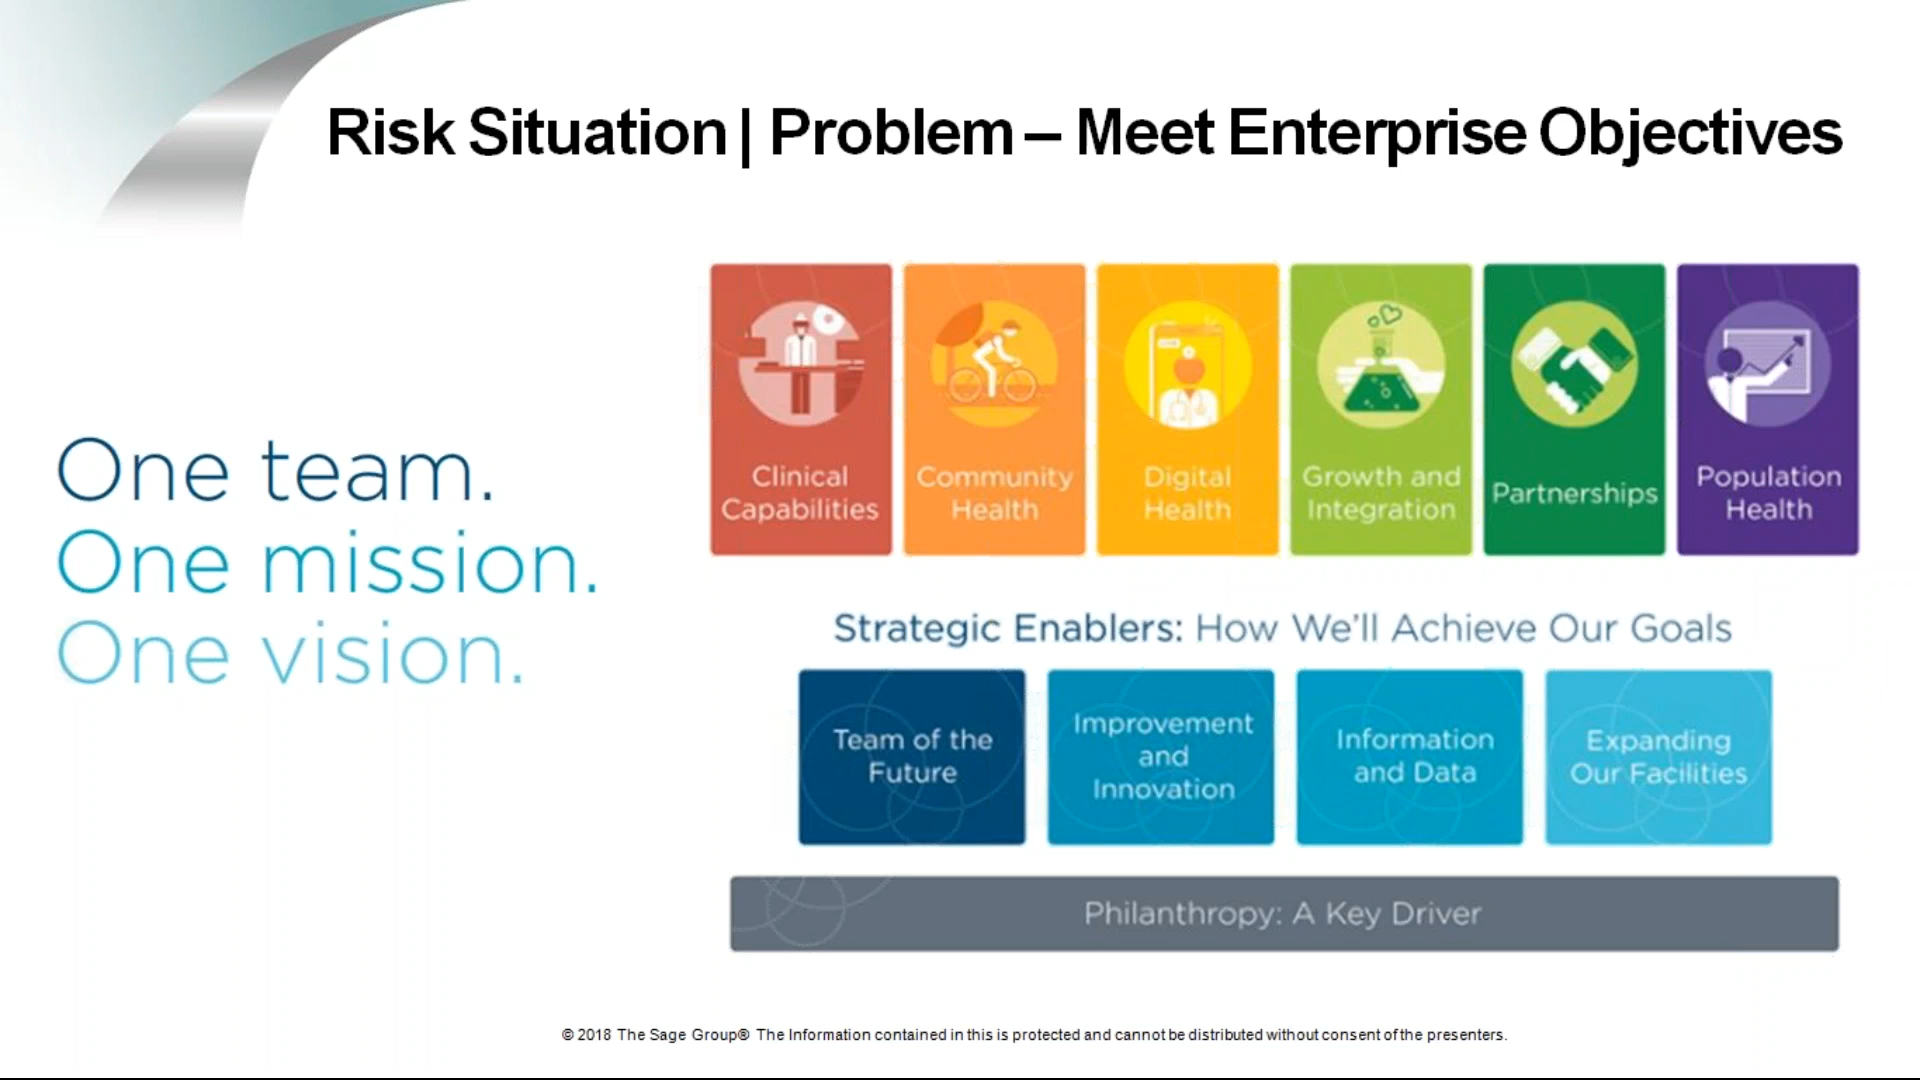 Risk Situation | Problem – Meet Enterprise Objectives
One team.
One mission.
One vision.
Clinical
Capabilities
Community
Health
Digital
Health
Growth and
Integration
Partnerships
Population
Health
Strategic Enablers: How We'll Achieve Our Goals
Team of the
Future
Improvement
and
Innovation
Information
and Data
Expanding
Our Facilities
Philanthropy: A Key Driver
© 2018 The Sage Group® The Information contained in this is protected and cannot be distributed without consent of the presenters.